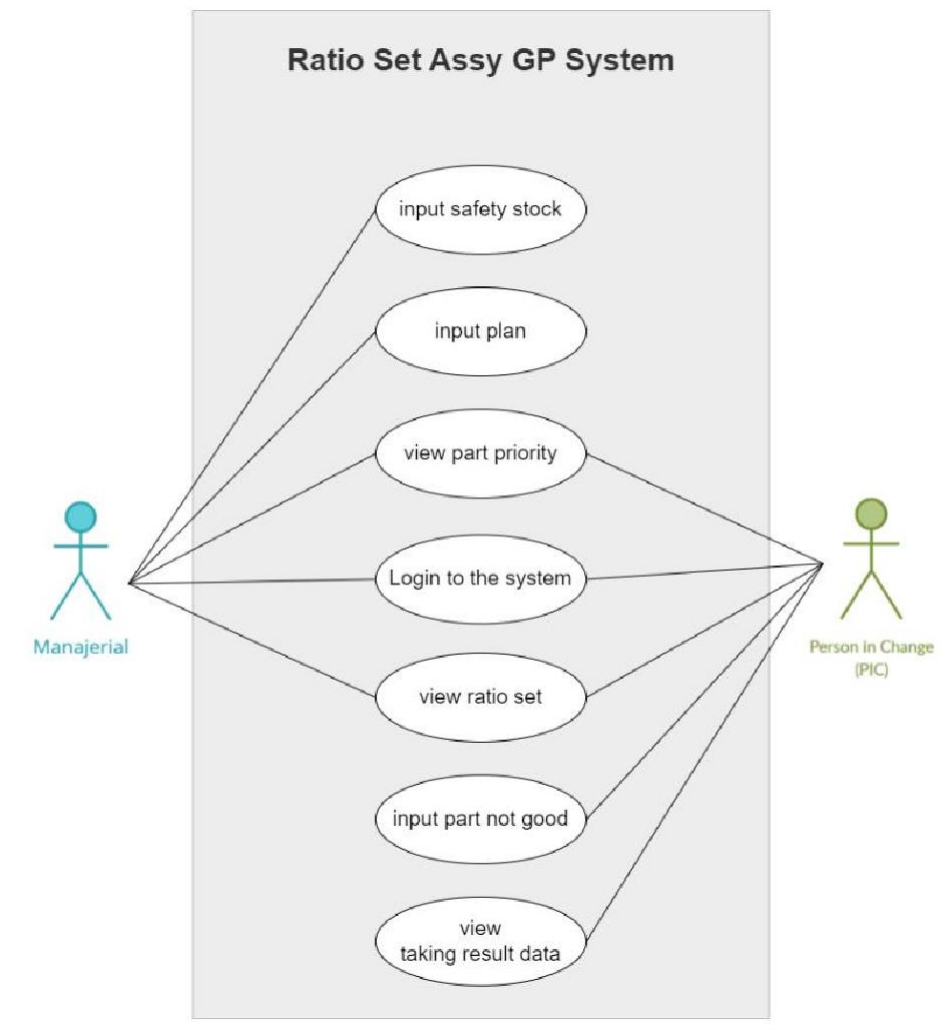 Ratio Set Assy GP System
input safety stock
input plan
view part priority
Login to the system
view ratio set
input part not good
view
taking result data
Manajerial
Person in Change
(PIC)